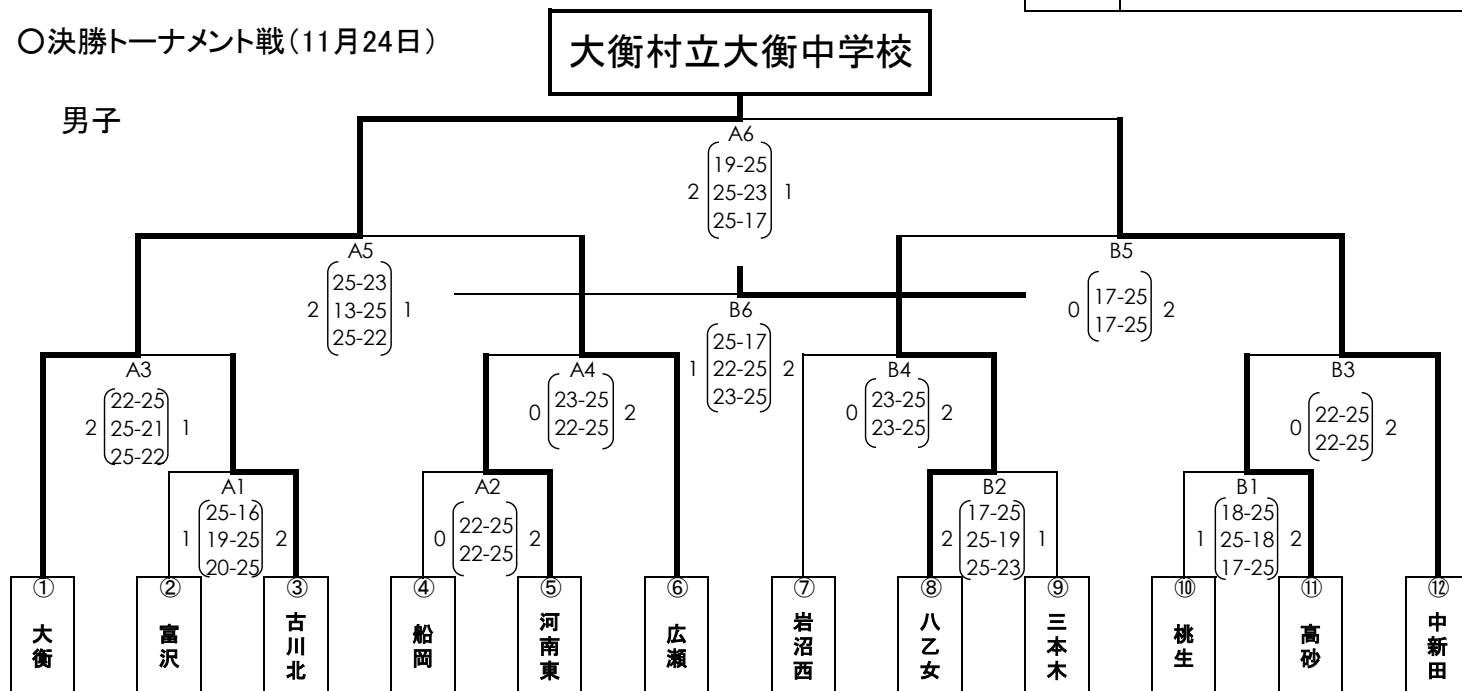 〇決勝トーナメント戦(11月24日)
大衡村立大衡中学校
男子
A6
2 19-25 1
25-23
25-17
A5
2 25-23 1
13-25
25-22
B5
0 17-25 2
17-25
B6
1 25-17 2
22-25
23-25
A3
2 22-25 1
25-21
25-22
A4
0 23-25 2
22-25
B4
0 23-25 2
23-25
B3
0 22-25 2
22-25
A1
1 25-16 2
19-25
20-25
A2
0 22-25 2
22-25
B2
2 17-25 1
25-19
25-23
B1
1 18-25 2
25-18
17-25
① 大衡
② 富沢
③ 古川北
④ 船岡
⑤ 河南東
⑥ 広瀬
⑦ 岩沼西
⑧ 八乙女
⑨ 三本木
⑩ 桃生
⑪ 高砂
⑫ 中新田